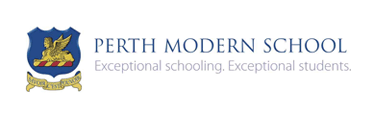 PERTH MODERN SCHOOL
Exceptional schooling. Exceptional students.